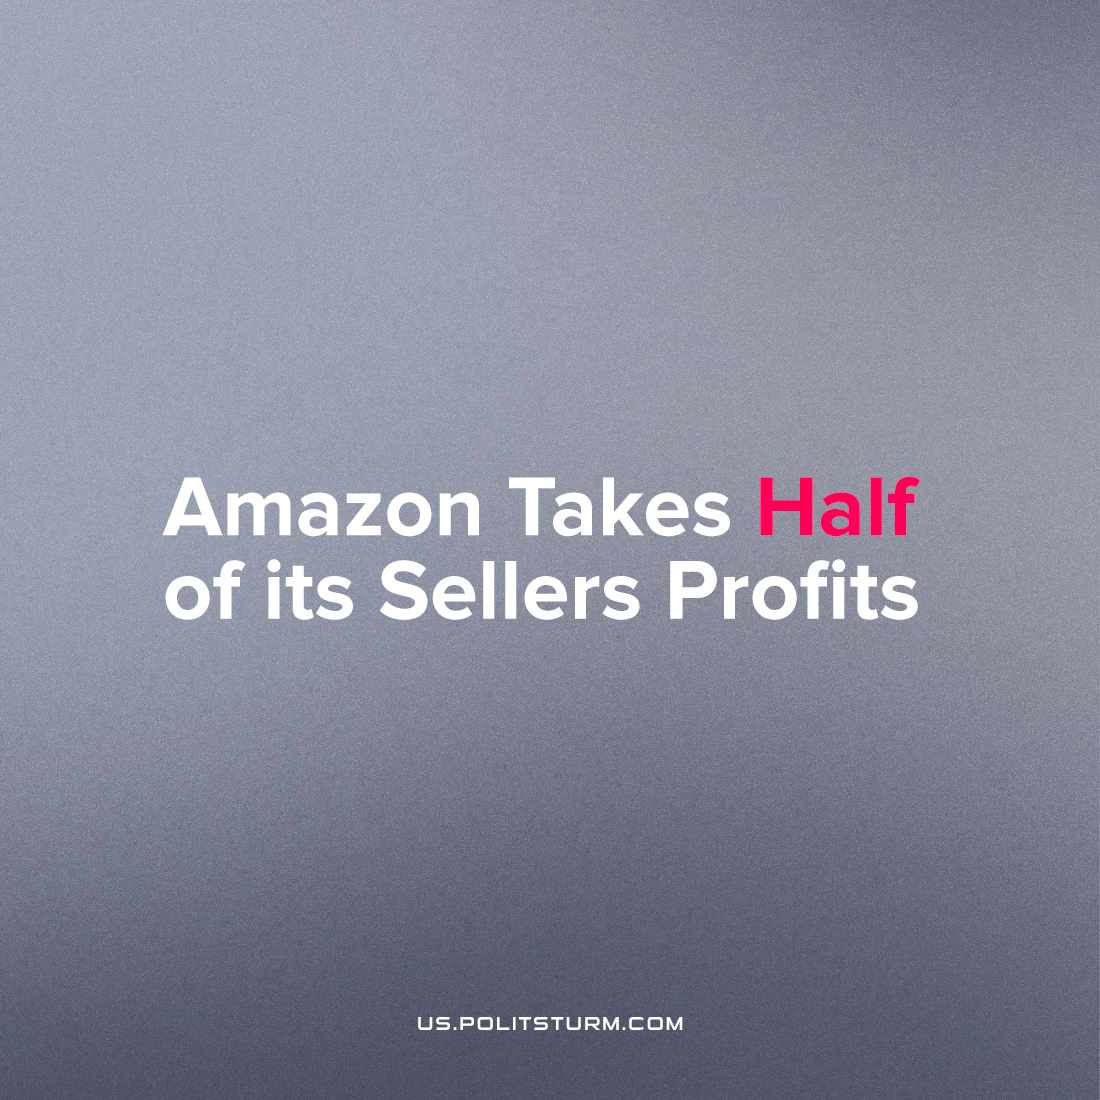 Amazon Takes Half
of its Sellers Profits
US.POLITSTURM.COM